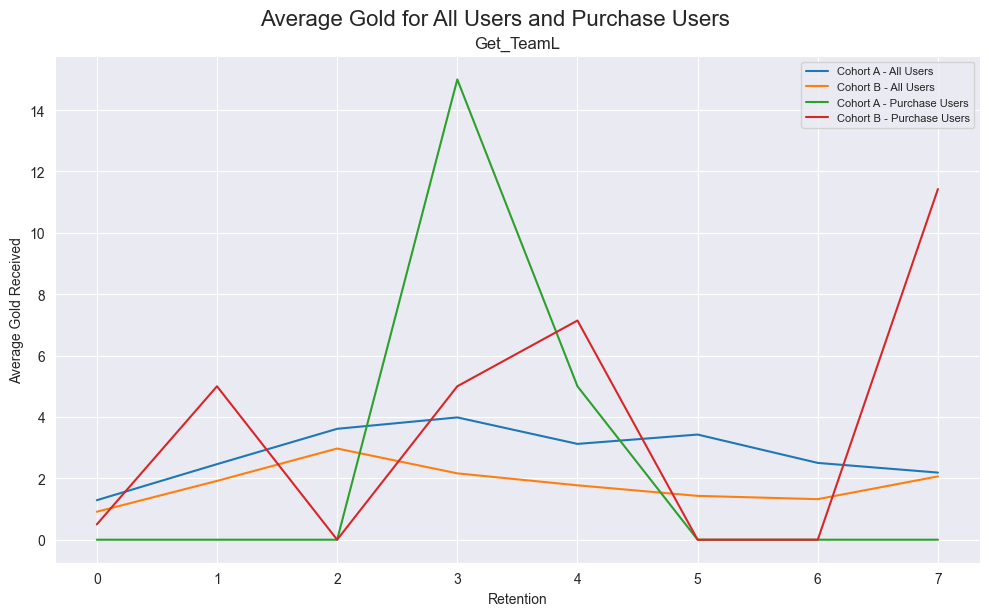 Average Gold for All Users and Purchase Users
Get_TeamL
Cohort A - All Users
Cohort B - All Users
Cohort A - Purchase Users
Cohort B - Purchase Users
Average Gold Received
14
12
10
8
6
4
2
0
0 1 2 3 4 5 6 7
Retention